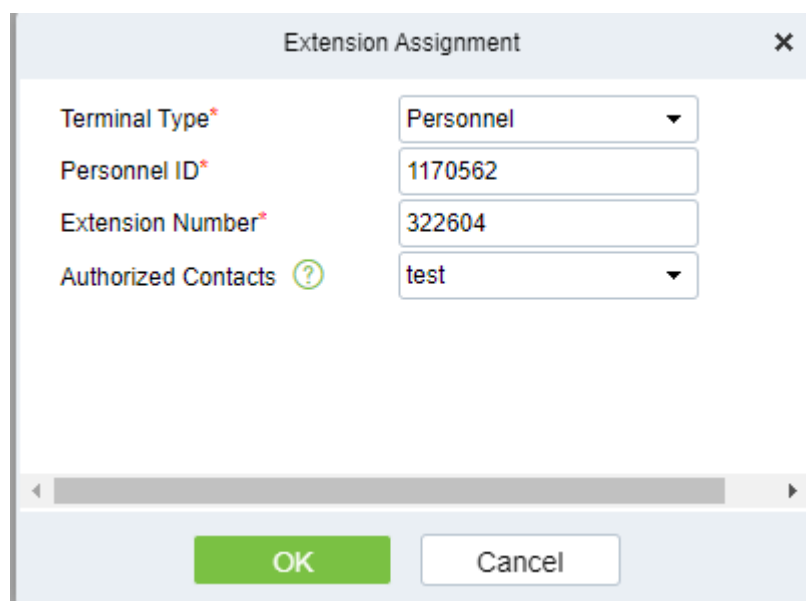 Extension Assignment ×
Terminal Type* Personnel
Personnel ID* 1170562
Extension Number* 322604
Authorized Contacts ? test
OK Cancel